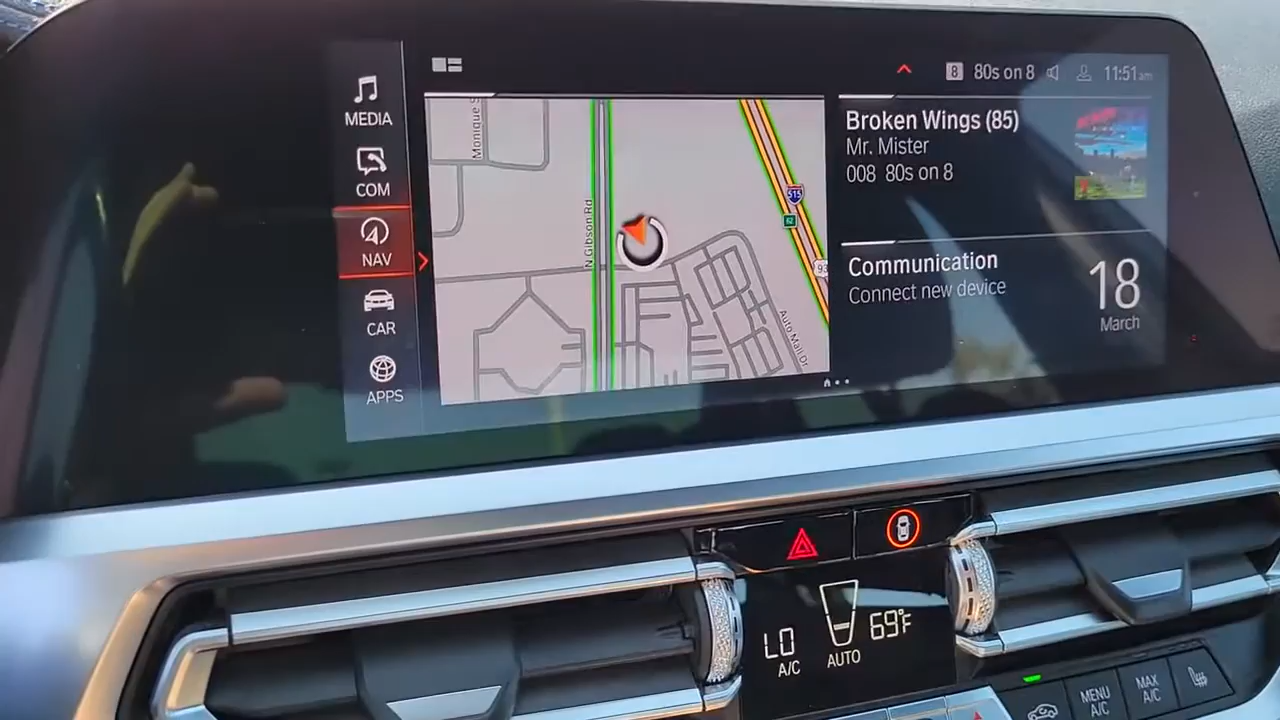 MEDIA
COM
NAV
CAR
APPS
8 80s on 8
11:51am
Monique S
N Gibson Rd
515
93
Auto Mall Dr
Broken Wings (85)
Mr. Mister
008 80s on 8
Communication
Connect new device
18
March
LO
A/C
AUTO
69°F
MENU
A/C
MAX
A/C